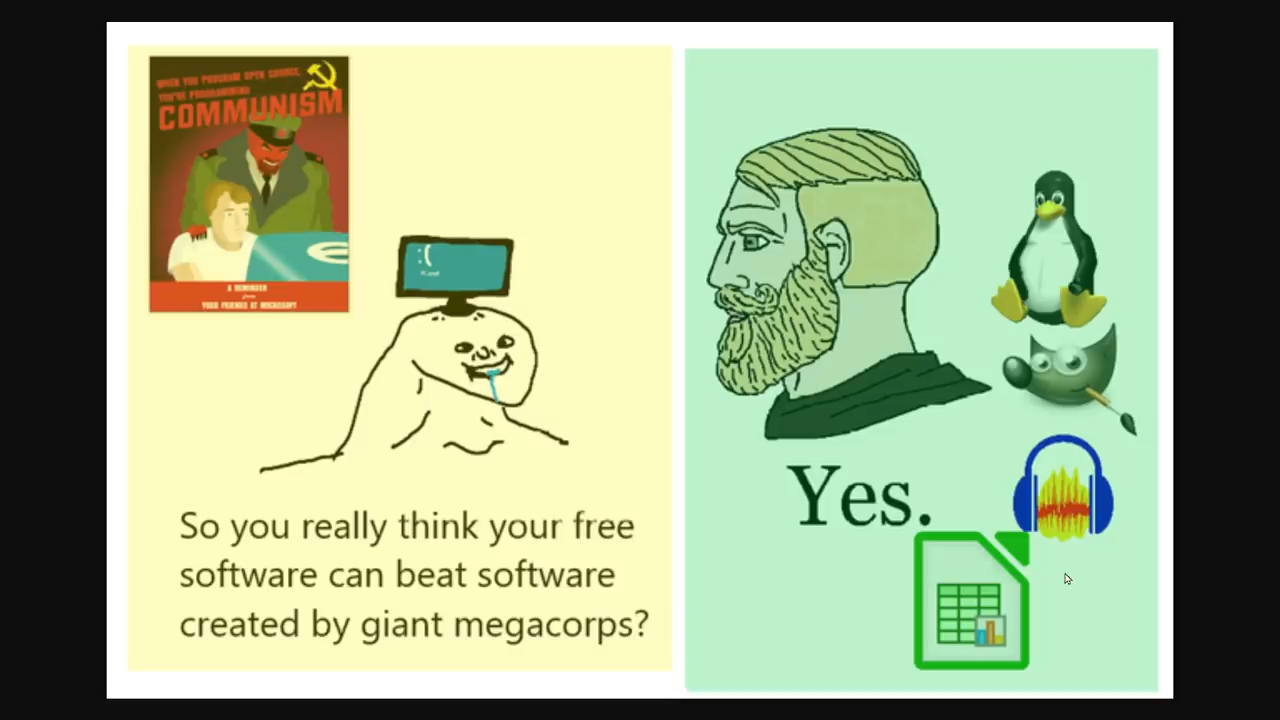 WHEN YOU PROGRAM OPEN SOURCE,
YOU'RE PROGRAMMING
COMMUNISM
A REMINDER
from
YOUR FRIENDS AT MICROSOFT
:(
So you really think your free
software can beat software
created by giant megacorps?
Yes.